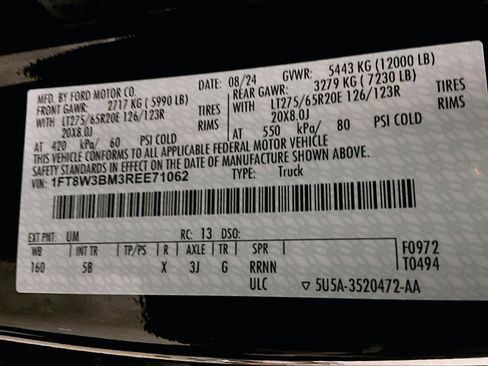 MFD. BY FORD MOTOR CO. DATE: 08/24 GVWR: 5443 KG (12000 LB)
FRONT GAWR: 2717 KG (5990 LB) REAR GAWR: 3279 KG (7230 LB)
WITH LT275/65R20E 126/123R TIRES WITH LT275/65R20E 126/123R TIRES
20X8.0J RIMS 20X8.0J RIMS
AT 420 kPa/ 60 PSI COLD AT 550 kPa/ 80 PSI COLD
THIS VEHICLE CONFORMS TO ALL APPLICABLE FEDERAL MOTOR VEHICLE
SAFETY STANDARDS IN EFFECT ON THE DATE OF MANUFACTURE SHOWN ABOVE.
VIN: 1FT8W3BM3REE71062 TYPE: Truck
EXT PNT: UM RC: 13 DSO:
WB INT TR TP/PS R AXLE TR SPR F0972
160 5B X 3J G RRNN T0494
ULC ▽ 5U5A-3520472-AA